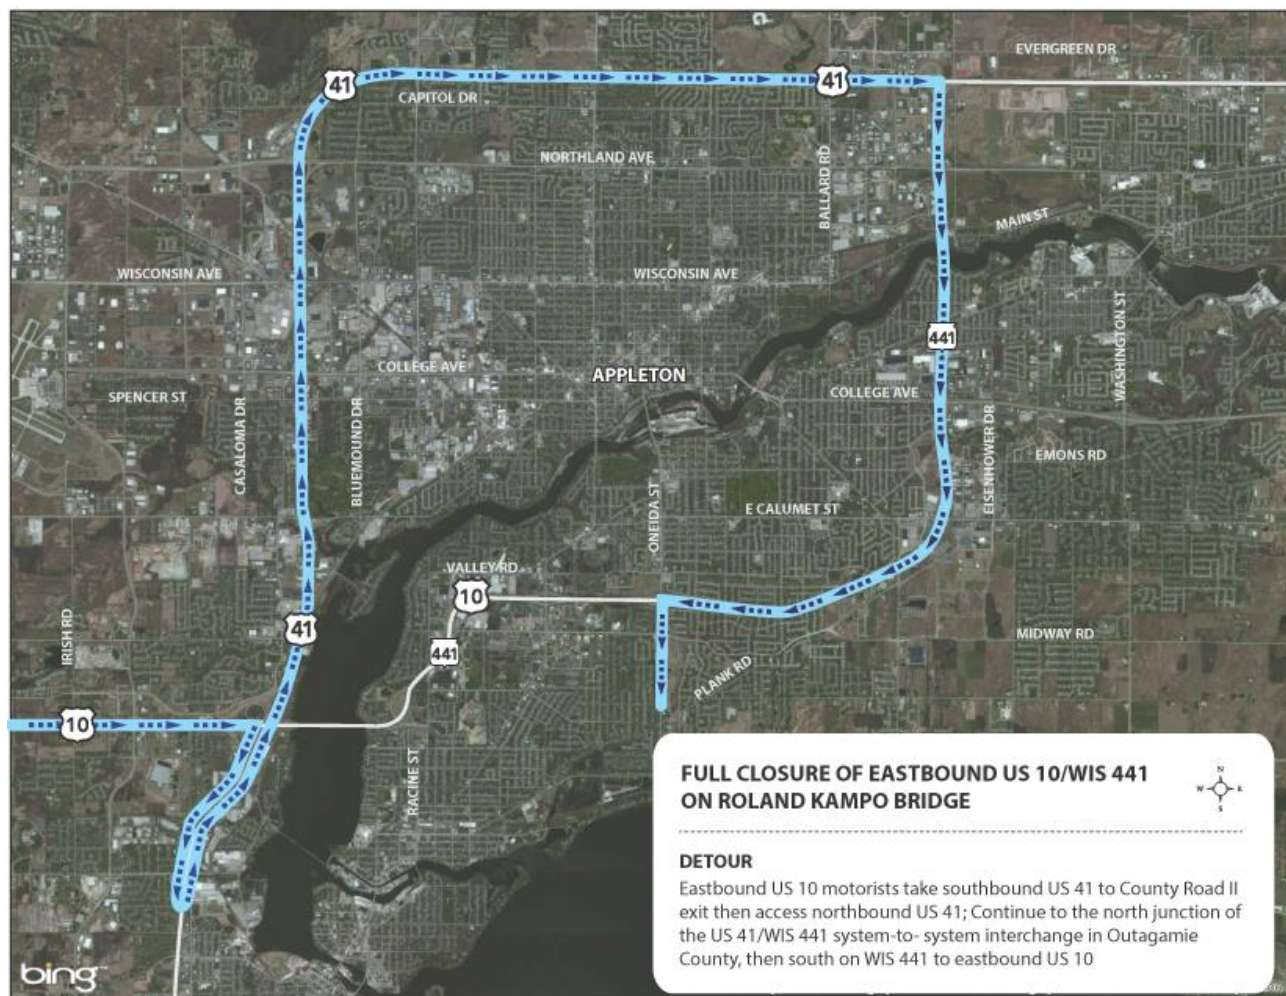 EVERGREEN DR
41
41
CAPITOL DR
NORTHLAND AVE
BALLARD RD
MAIN ST
WISCONSIN AVE
WISCONSIN AVE
WASHINGTON ST
441
COLLEGE AVE
APPLETON
SPENCER ST
COLLEGE AVE
CASALOMA DR
BLUEMOUND DR
EISENHOWER DR
EMONS RD
ONEIDA ST
E CALUMET ST
VALLEY RD
10
IRISH RD
41
441
MIDWAY RD
PLANK RD
10
RACINE ST
FULL CLOSURE OF EASTBOUND US 10/WIS 441
ON ROLAND KAMPO BRIDGE
N
W E
S
DETOUR
Eastbound US 10 motorists take southbound US 41 to County Road II
exit then access northbound US 41; Continue to the north junction of
the US 41/WIS 441 system-to- system interchange in Outagamie
County, then south on WIS 441 to eastbound US 10
bing